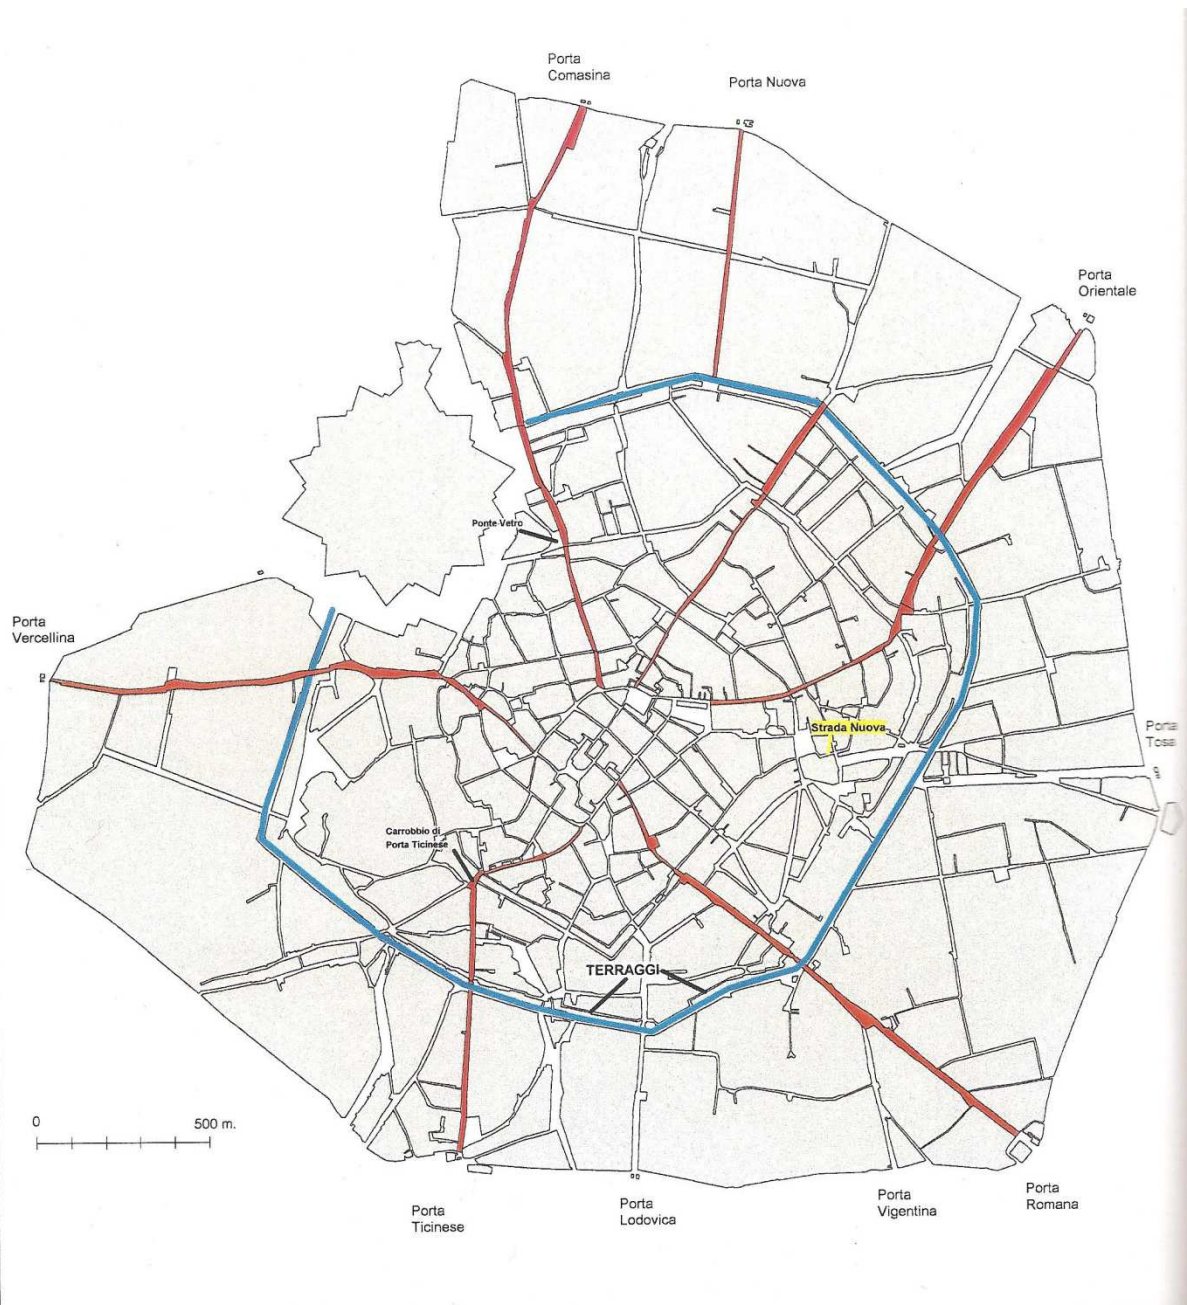 Porta
Comasina
Porta Nuova
Porta
Orientale
Ponte Vetro
Porta
Vercellina
Strada Nuova
Porta
Tosa
Carrobbio di
Porta Ticinese
TERRAGGI
0
500 m.
Porta
Ticinese
Porta
Lodovica
Porta
Vigentina
Porta
Romana